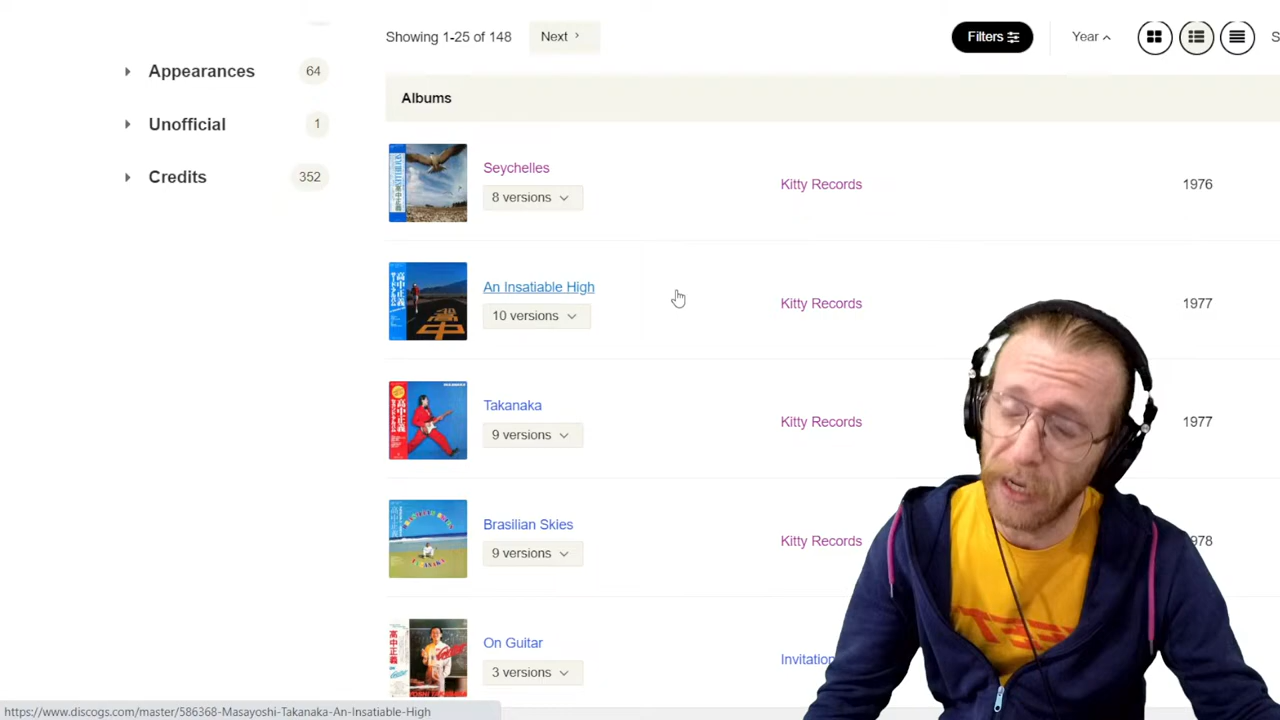 Showing 1-25 of 148
Next
Filters
Year
S
Appearances 64
Albums
Unofficial 1
Credits 352
Seychelles
8 versions
Kitty Records
1976
An Insatiable High
10 versions
Kitty Records
1977
Takanaka
9 versions
Kitty Records
1977
Brasilian Skies
9 versions
Kitty Records
978
On Guitar
3 versions
Invitation
https://www.discogs.com/master/586368-Masayoshi-Takanaka-An-Insatiable-High